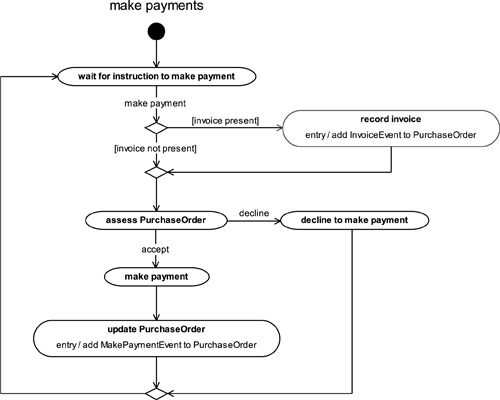 make payments
wait for instruction to make payment
make payment
[invoice present]
record invoice
entry / add InvoiceEvent to PurchaseOrder
[invoice not present]
assess PurchaseOrder
decline
decline to make payment
accept
make payment
update PurchaseOrder
entry / add MakePaymentEvent to PurchaseOrder